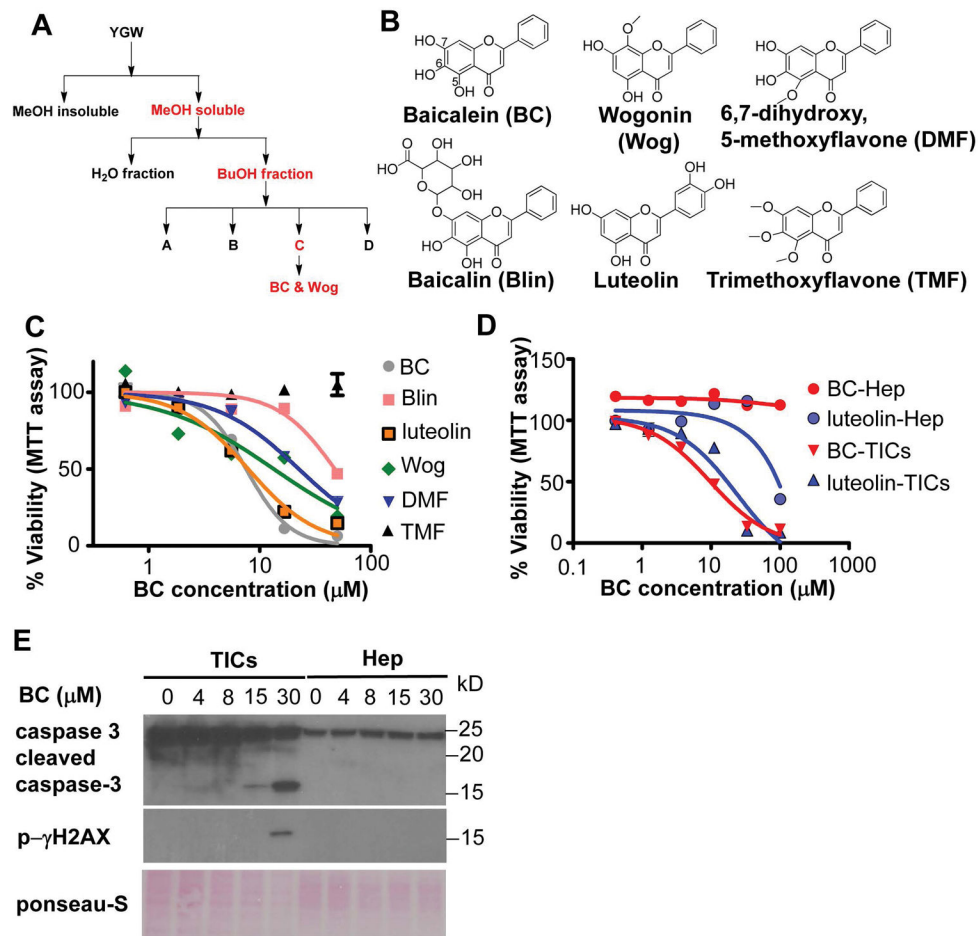 A
YGW
MeOH insoluble
MeOH soluble
H2O fraction
BuOH fraction
A B C D
BC & Wog
B
HO
7
HO
6
5
OH
O
O
Baicalein (BC)
HO
O
O
OH
O
Wogonin
(Wog)
HO
HO
O
O
O
6,7-dihydroxy,
5-methoxyflavone (DMF)
O
HO
O
OH
OH
OH
O
HO
OH
O
O
Baicalin (Blin)
HO
OH
O
OH
OH
O
Luteolin
O
O
O
O
O
Trimethoxyflavone (TMF)
C
% Viability (MTT assay)
100
50
0
1 10 100
BC concentration (μM)
BC
Blin
luteolin
Wog
DMF
TMF
D
% Viability (MTT assay)
150
100
50
0
0.1 1 10 100 1000
BC concentration (μM)
BC-Hep
luteolin-Hep
BC-TICs
luteolin-TICs
E
TICs Hep
BC (μM) 0 4 8 15 30 0 4 8 15 30 kD
caspase 3
cleaved
caspase-3
25
20
15
p–γH2AX
15
ponseau-S